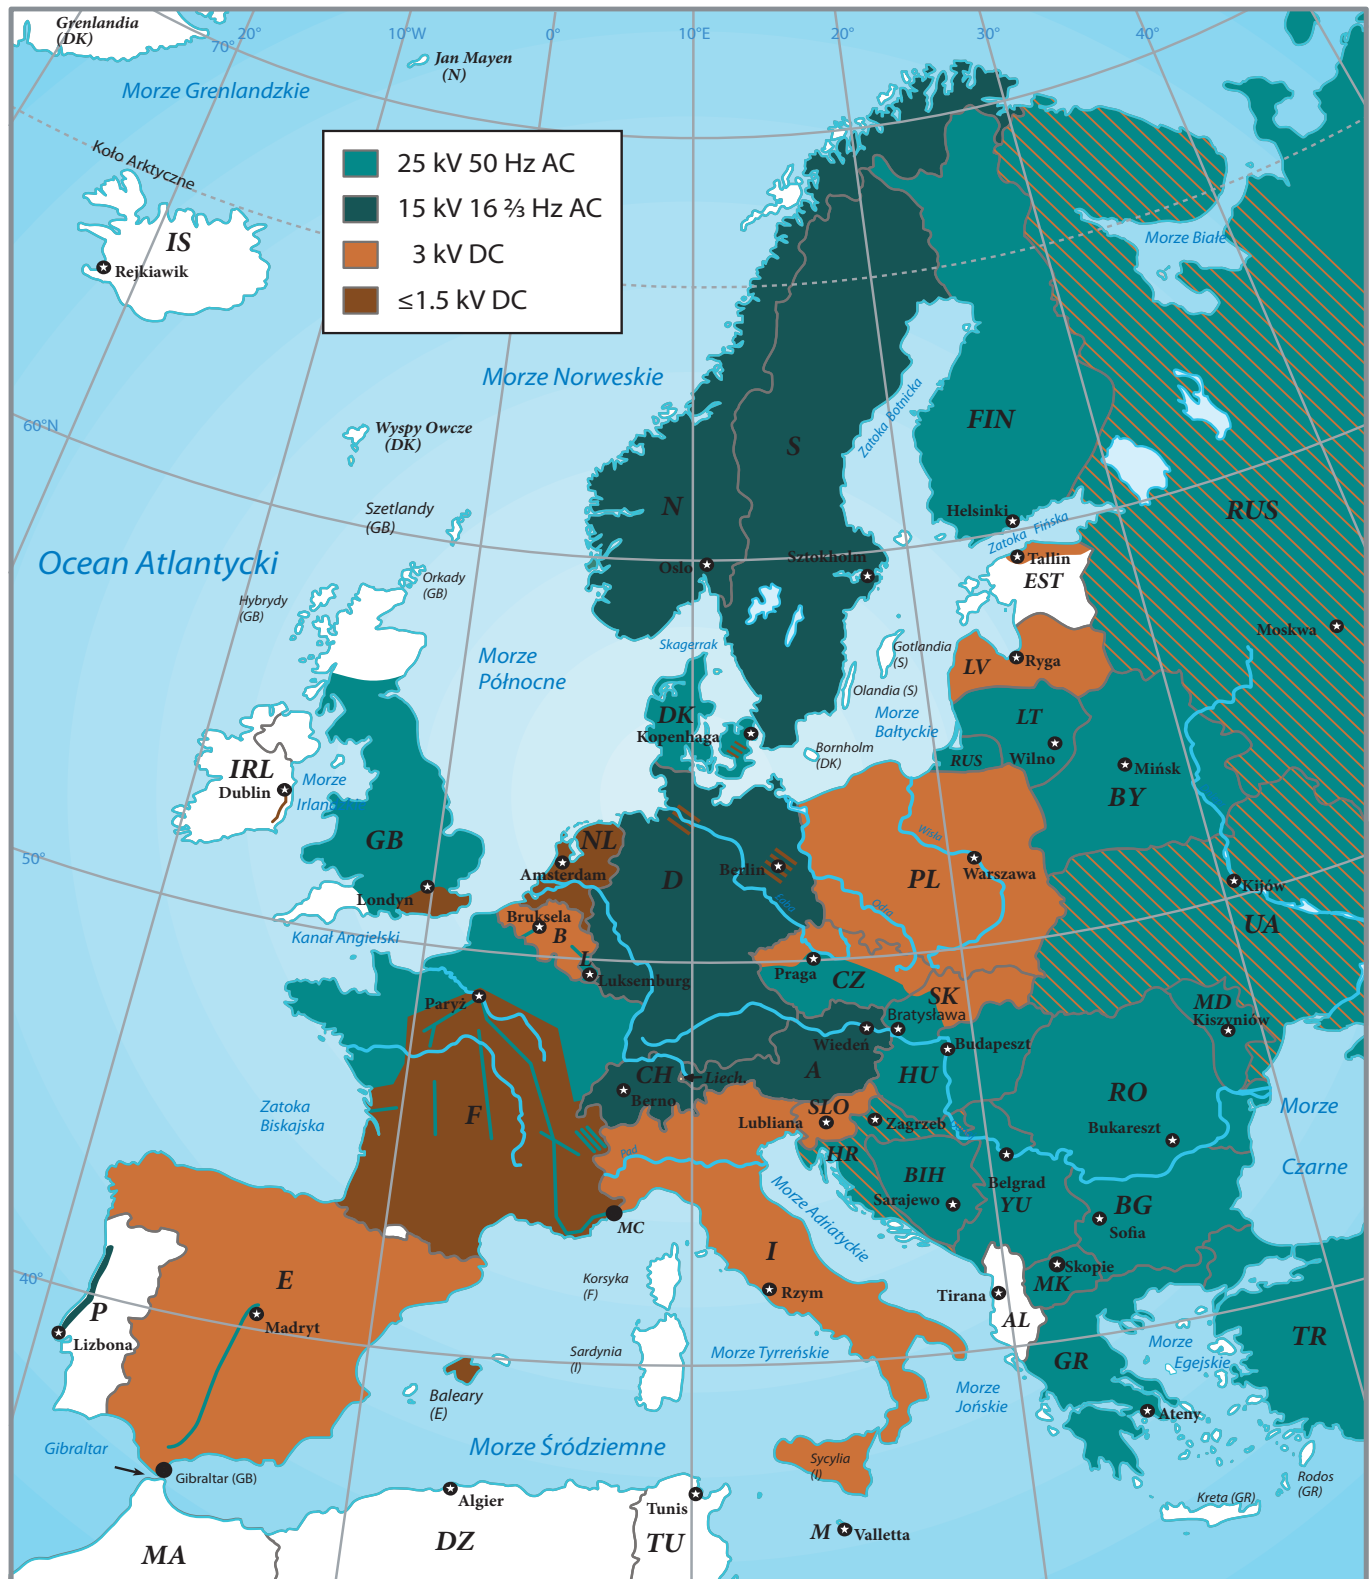 Grenlandia
(DK)
70°
20°
10°W
0°
10°E
20°
30°
40°
Jan Mayen
(N)
Morze Grenlandzkie
Koło Arktyczne
25 kV 50 Hz AC
15 kV 16 ⅔ Hz AC
3 kV DC
≤1.5 kV DC
IS
Rejkiawik
Morze Białe
Morze Norweskie
60°N
Wyspy Owcze
(DK)
Zatoka Botnicka
FIN
S
N
RUS
Szetlandy
(GB)
Helsinki
Zatoka Fińska
Tallin
EST
Oslo
Sztokholm
Ocean Atlantycki
Orkady
(GB)
Hybrydy
(GB)
Moskwa
Skagerrak
Gotlandia
(S)
LV
Ryga
Morze
Północne
Olandia (S)
DK
Kopenhaga
Morze
Bałtyckie
LT
Wilno
RUS
Bornholm
(DK)
Mińsk
BY
IRL
Dublin
Morze
Irlandzkie
GB
NL
Amsterdam
D
Berlin
Wisła
PL
Warszawa
50°
Londyn
Łaba
Odra
Kijów
Bruksela
B
UA
Kanał Angielski
L
Luksemburg
Praga
CZ
SK
MD
Kiszyniów
Paryż
Bratysława
Wiedeń
Budapeszt
CH
Liech.
A
HU
Berno
RO
F
SLO
Zatoka
Biskajska
Lubliana
Zagrzeb
Morze
Czarne
Bukareszt
Pad
HR
BIH
Belgrad
Sarajewo
YU
BG
Sofia
Morze Adriatyckie
MC
I
E
Korsyka
(F)
Skopie
MK
40°
P
Rzym
Tirana
AL
Madryt
Lizbona
TR
Sardynia
(I)
Morze Tyrreńskie
Morze
Egejskie
GR
Baleary
(E)
Morze
Jońskie
Ateny
Gibraltar
Morze Śródziemne
Sycylia
(I)
Gibraltar (GB)
Rodos
(GR)
Kreta (GR)
Algier
Tunis
MA
DZ
TU
M
Valletta